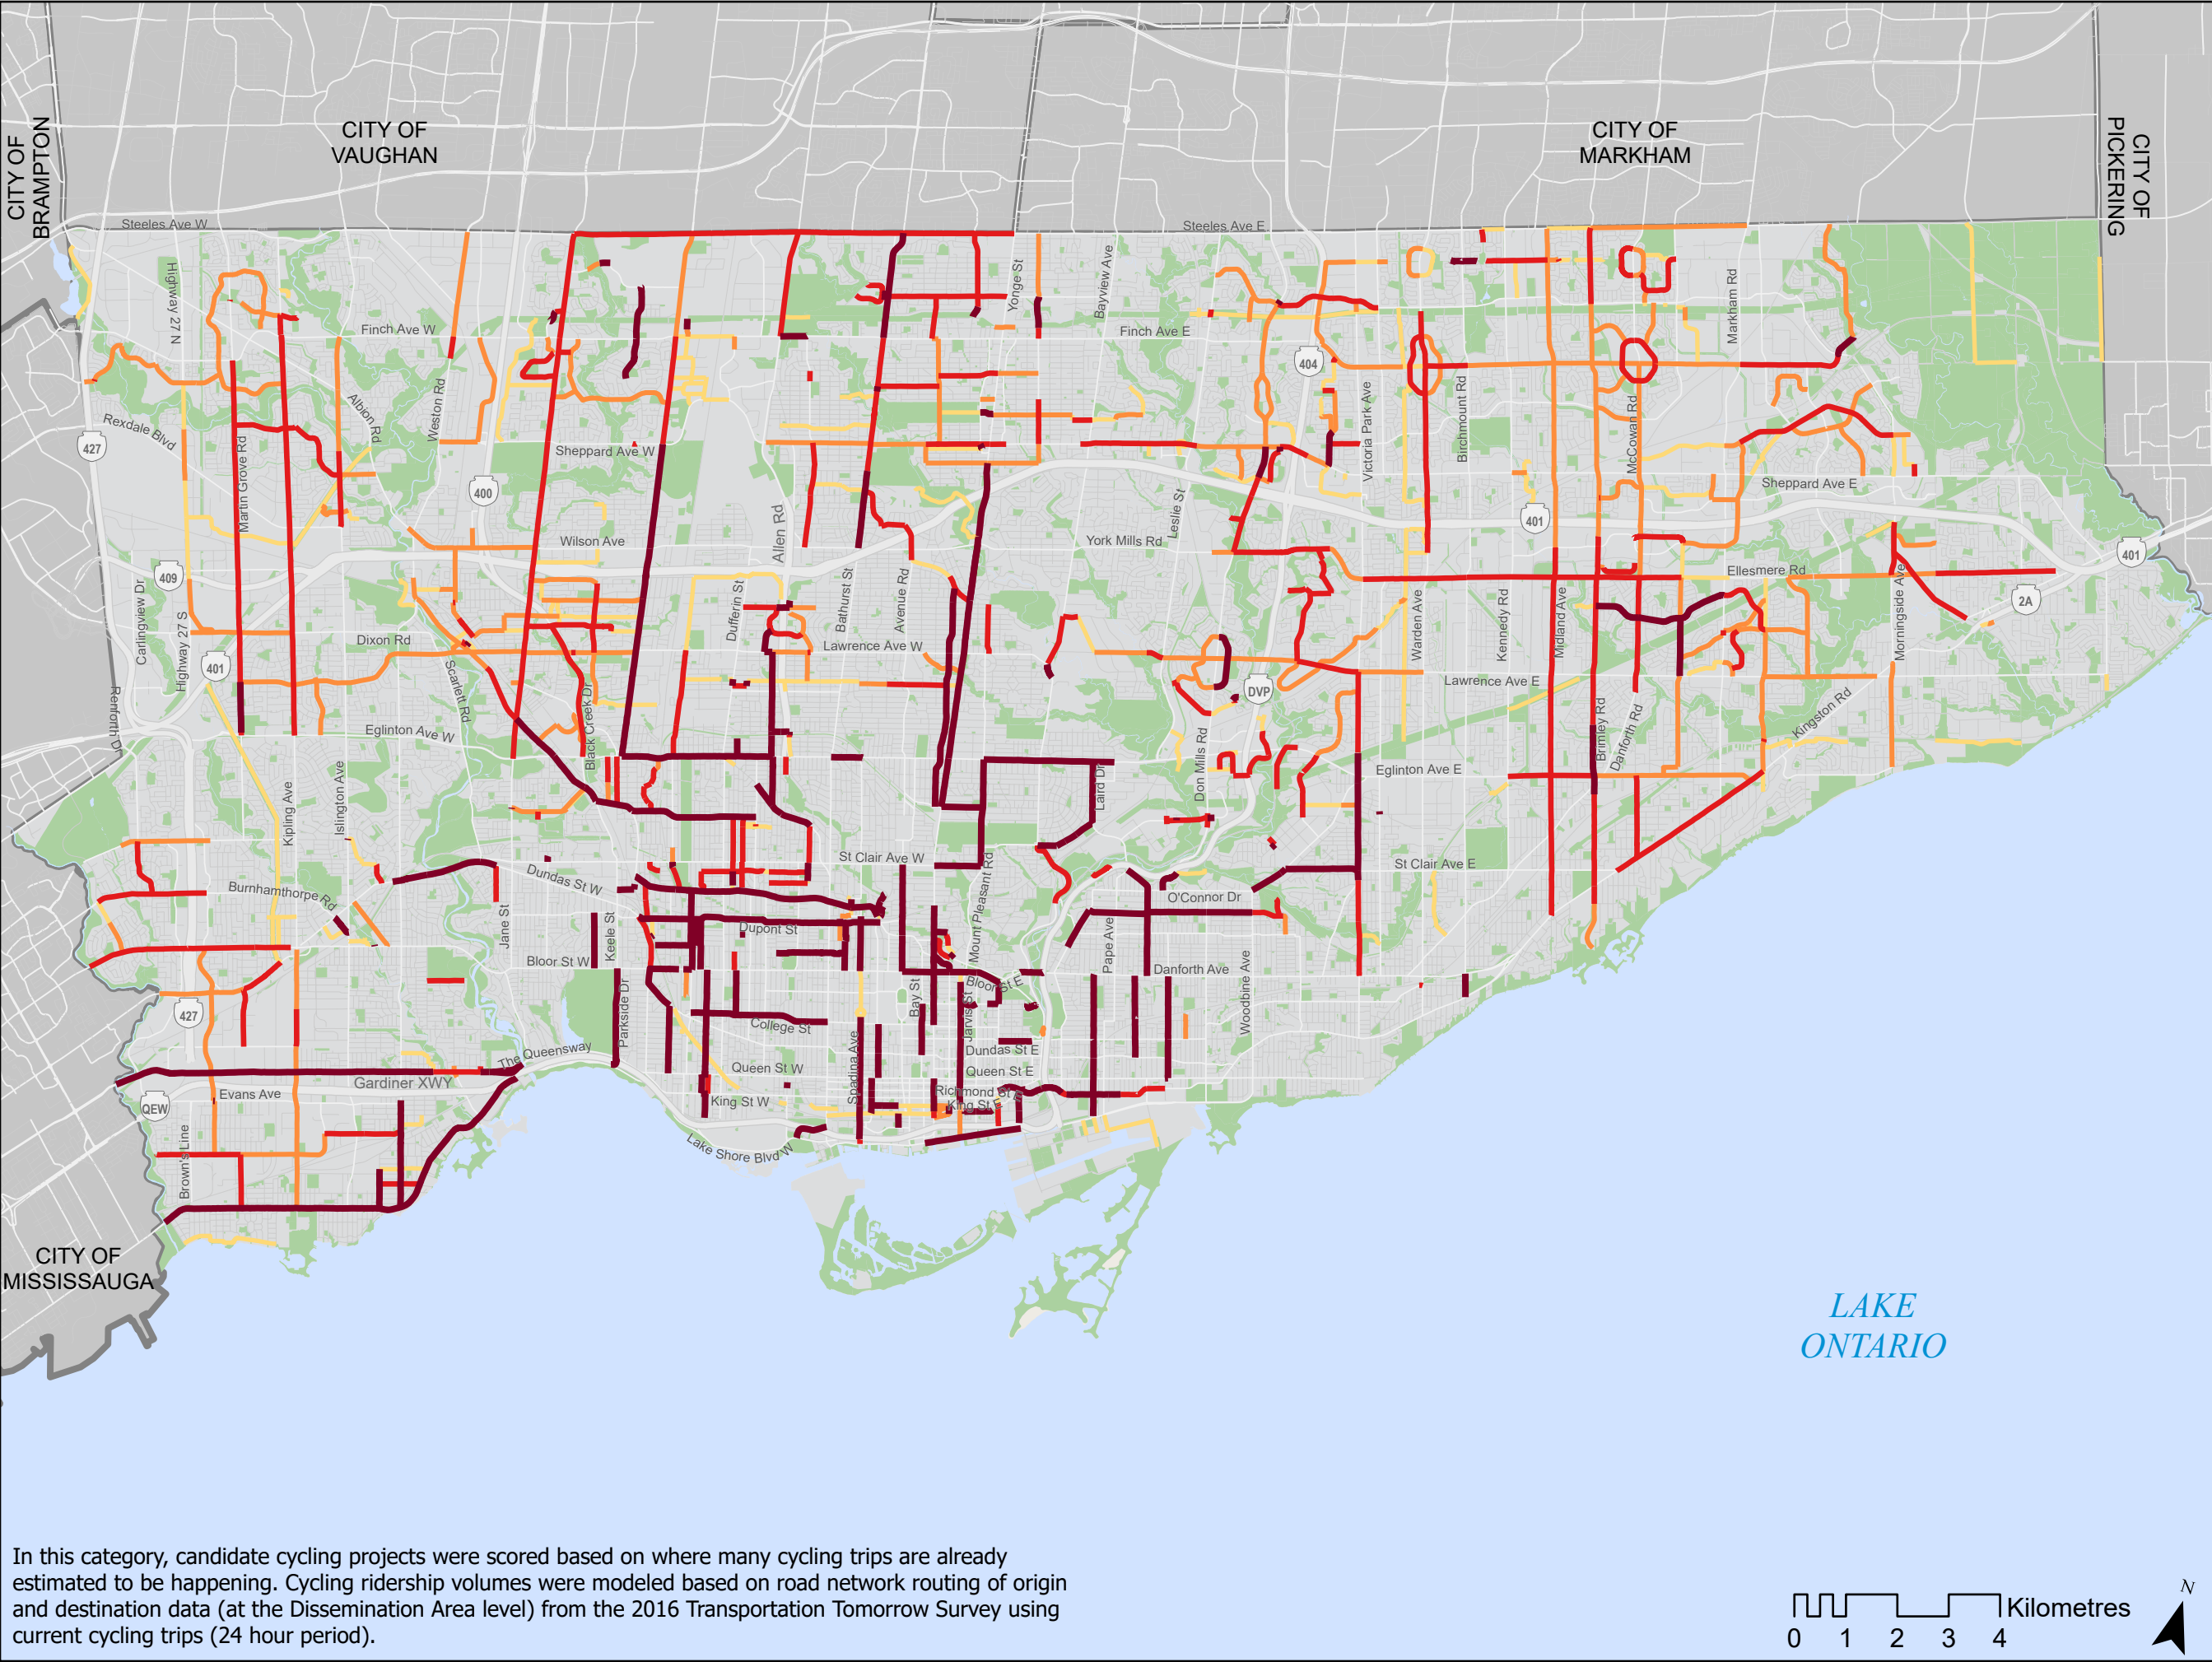 CITY OF
BRAMPTON
CITY OF
VAUGHAN
CITY OF
MARKHAM
CITY OF
PICKERING
Steeles Ave W
Steeles Ave E
Highway 27 N
Finch Ave W
Yonge St
Bayview Ave
Finch Ave E
Markham Rd
404
Rexdale Blvd
427
Martin Grove Rd
Albion Rd
Weston Rd
400
Sheppard Ave W
Victoria Park Ave
Birchmount Rd
McCowan Rd
Sheppard Ave E
Allen Rd
Wilson Ave
Leslie St
York Mills Rd
401
401
409
Carlingview Dr
Highway 27 S
Dixon Rd
401
Scarlett Rd
Dufferin St
Bathurst St
Avenue Rd
Lawrence Ave W
Warden Ave
Kennedy Rd
Midland Ave
Ellesmere Rd
Morningside Ave
2A
Renforth Dr
Eglinton Ave W
Black Creek Dr
DVP
Don Mills Rd
Lawrence Ave E
Brimley Rd
Danforth Rd
Kingston Rd
Kipling Ave
Islington Ave
Laird Dr
Eglinton Ave E
Burnhamthorpe Rd
Dundas St W
St Clair Ave W
Mount Pleasant Rd
St Clair Ave E
O'Connor Dr
Jane St
Keele St
Dupont St
Pape Ave
Bloor St W
Bloor St E
Danforth Ave
Woodbine Ave
427
Parkside Dr
Bay St
Jarvis St
College St
The Queensway
Spadina Ave
Dundas St E
Gardiner XWY
Queen St W
Queen St E
QEW
Evans Ave
King St W
Richmond St E
King St E
Brown's Line
Lake Shore Blvd W
CITY OF
MISSISSAUGA
LAKE
ONTARIO
In this category, candidate cycling projects were scored based on where many cycling trips are already
estimated to be happening. Cycling ridership volumes were modeled based on road network routing of origin
and destination data (at the Dissemination Area level) from the 2016 Transportation Tomorrow Survey using
current cycling trips (24 hour period).
N
Kilometres
0 1 2 3 4